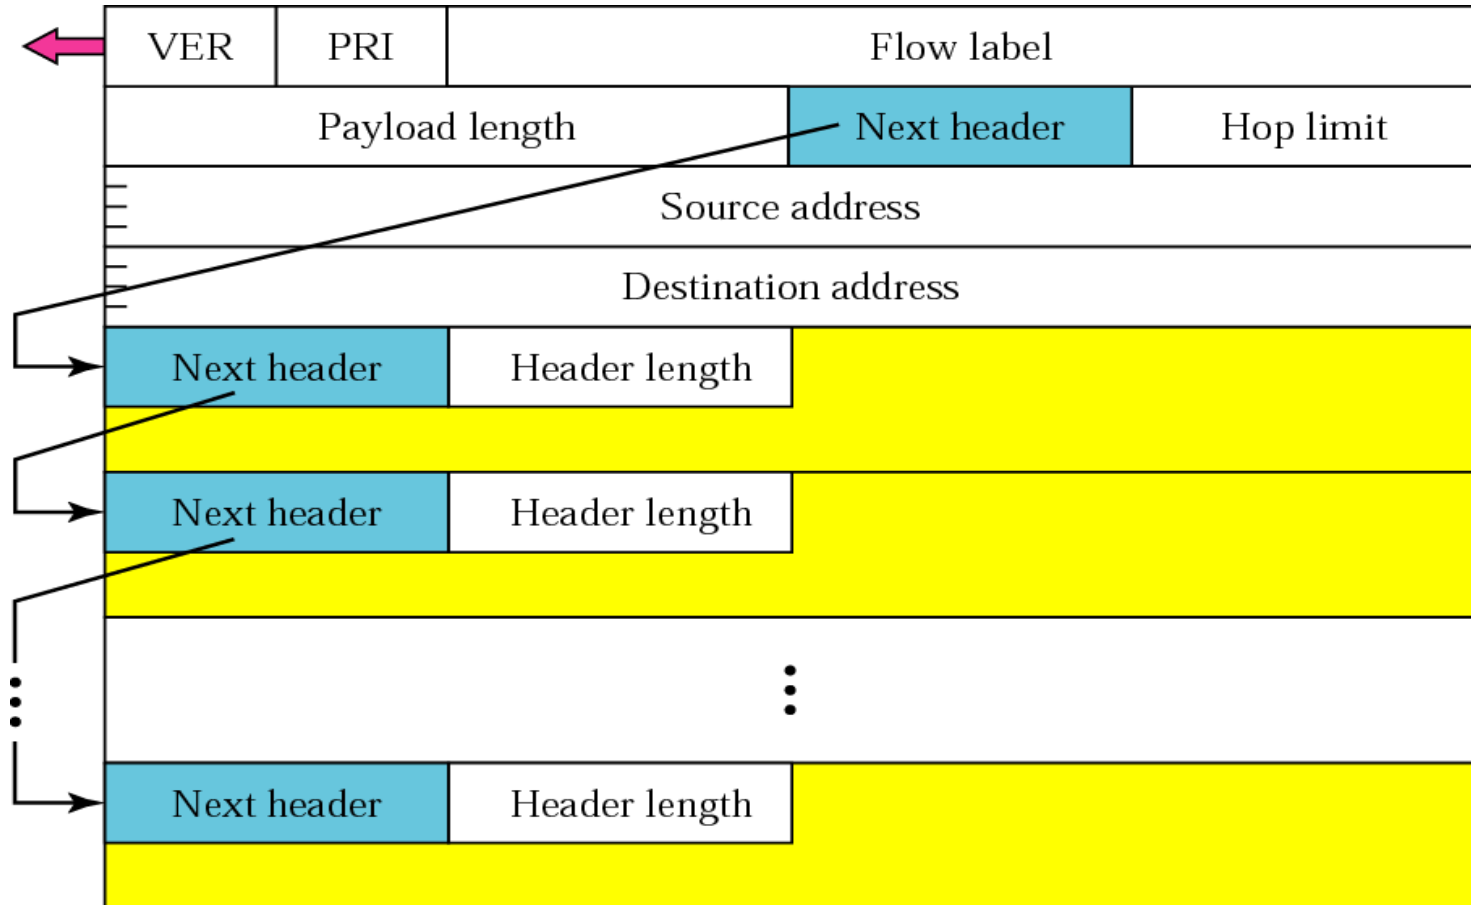 VER PRI Flow label
Payload length Next header Hop limit
Source address
Destination address
Next header Header length
Next header Header length
Next header Header length